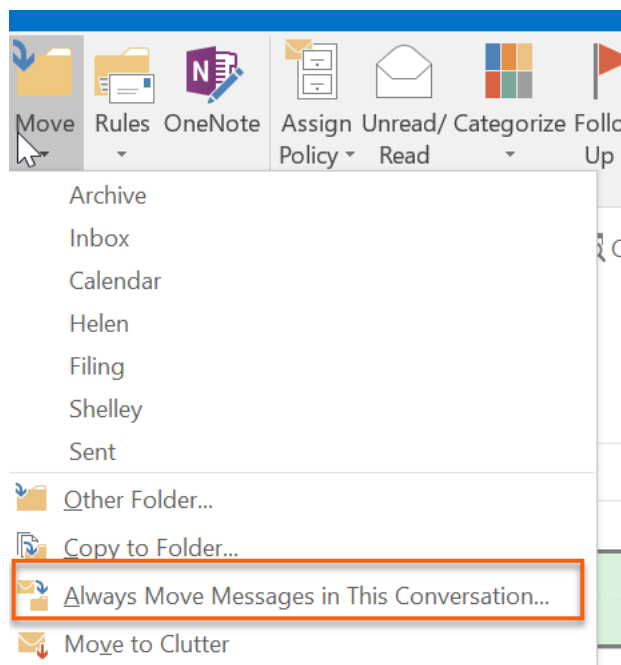 Move Rules OneNote Assign Unread/ Categorize Follo
Policy Read Up
Archive
Inbox
Calendar
Helen
Filing
Shelley
Sent
Other Folder...
Copy to Folder...
Always Move Messages in This Conversation...
Move to Clutter